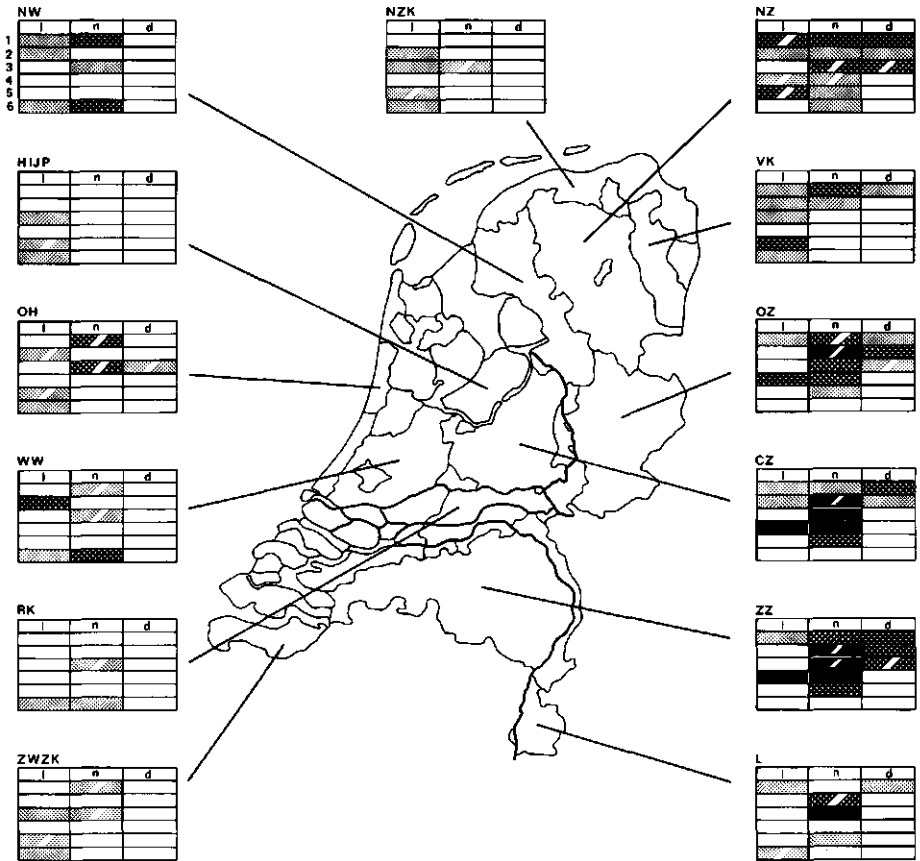 NW NZK NZ
l n d l n d l n d
1
2
3
4
5
6
HIJP VK
l n d l n d
OH OZ
l n d l n d
WW CZ
l n d l n d
RK ZZ
l n d l n d
ZWZK L
l n d l n d